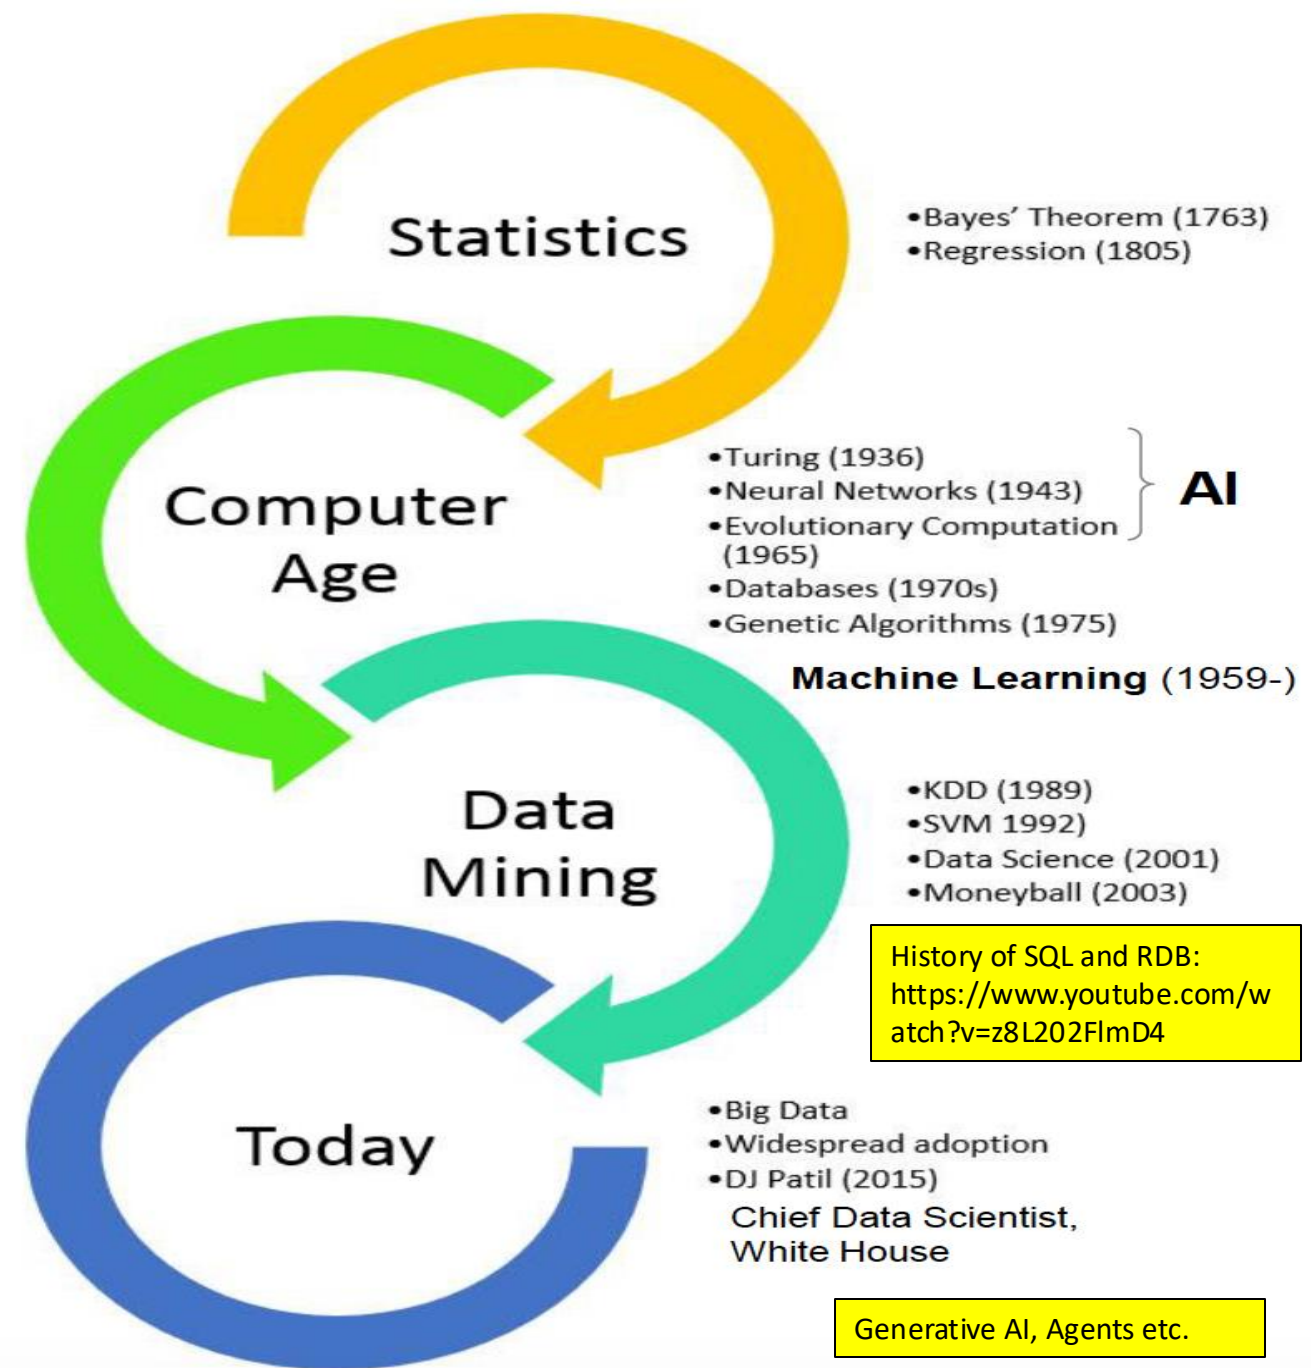 Statistics
•Bayes’ Theorem (1763)
•Regression (1805)
Computer
Age
•Turing (1936)
•Neural Networks (1943)
•Evolutionary Computation
(1965)
•Databases (1970s)
•Genetic Algorithms (1975)
AI
Machine Learning (1959-)
Data
Mining
•KDD (1989)
•SVM 1992)
•Data Science (2001)
•Moneyball (2003)
History of SQL and RDB:
https://www.youtube.com/w
atch?v=z8L202FlmD4
Today
•Big Data
•Widespread adoption
•DJ Patil (2015)
Chief Data Scientist,
White House
Generative AI, Agents etc.